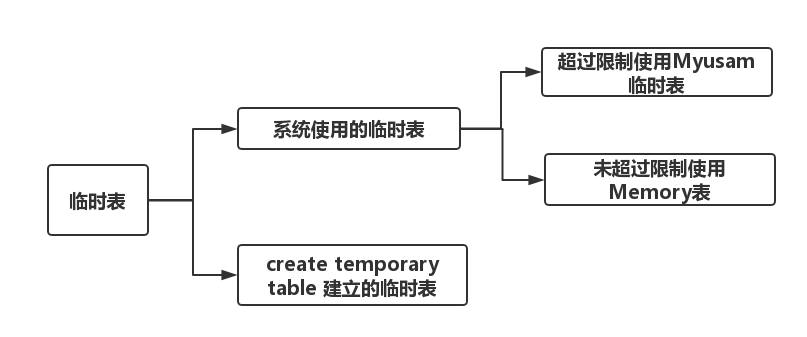 临时表
系统使用的临时表
超过限制使用Myusam
临时表
未超过限制使用
Memory表
create temporary
table 建立的临时表